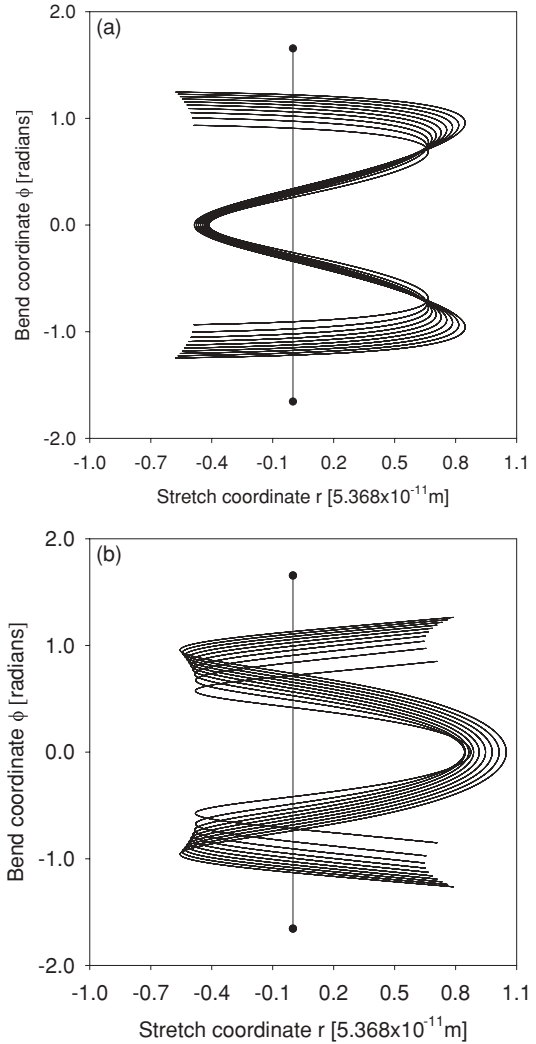 2.0
(a)
1.0
0.0
-1.0
-2.0
Bend coordinate ϕ [radians]
-1.0 -0.7 -0.4 -0.1 0.2 0.5 0.8 1.1
Stretch coordinate r [5.368x10⁻¹¹m]
2.0
(b)
1.0
0.0
-1.0
-2.0
Bend coordinate ϕ [radians]
-1.0 -0.7 -0.4 -0.1 0.2 0.5 0.8 1.1
Stretch coordinate r [5.368x10⁻¹¹m]